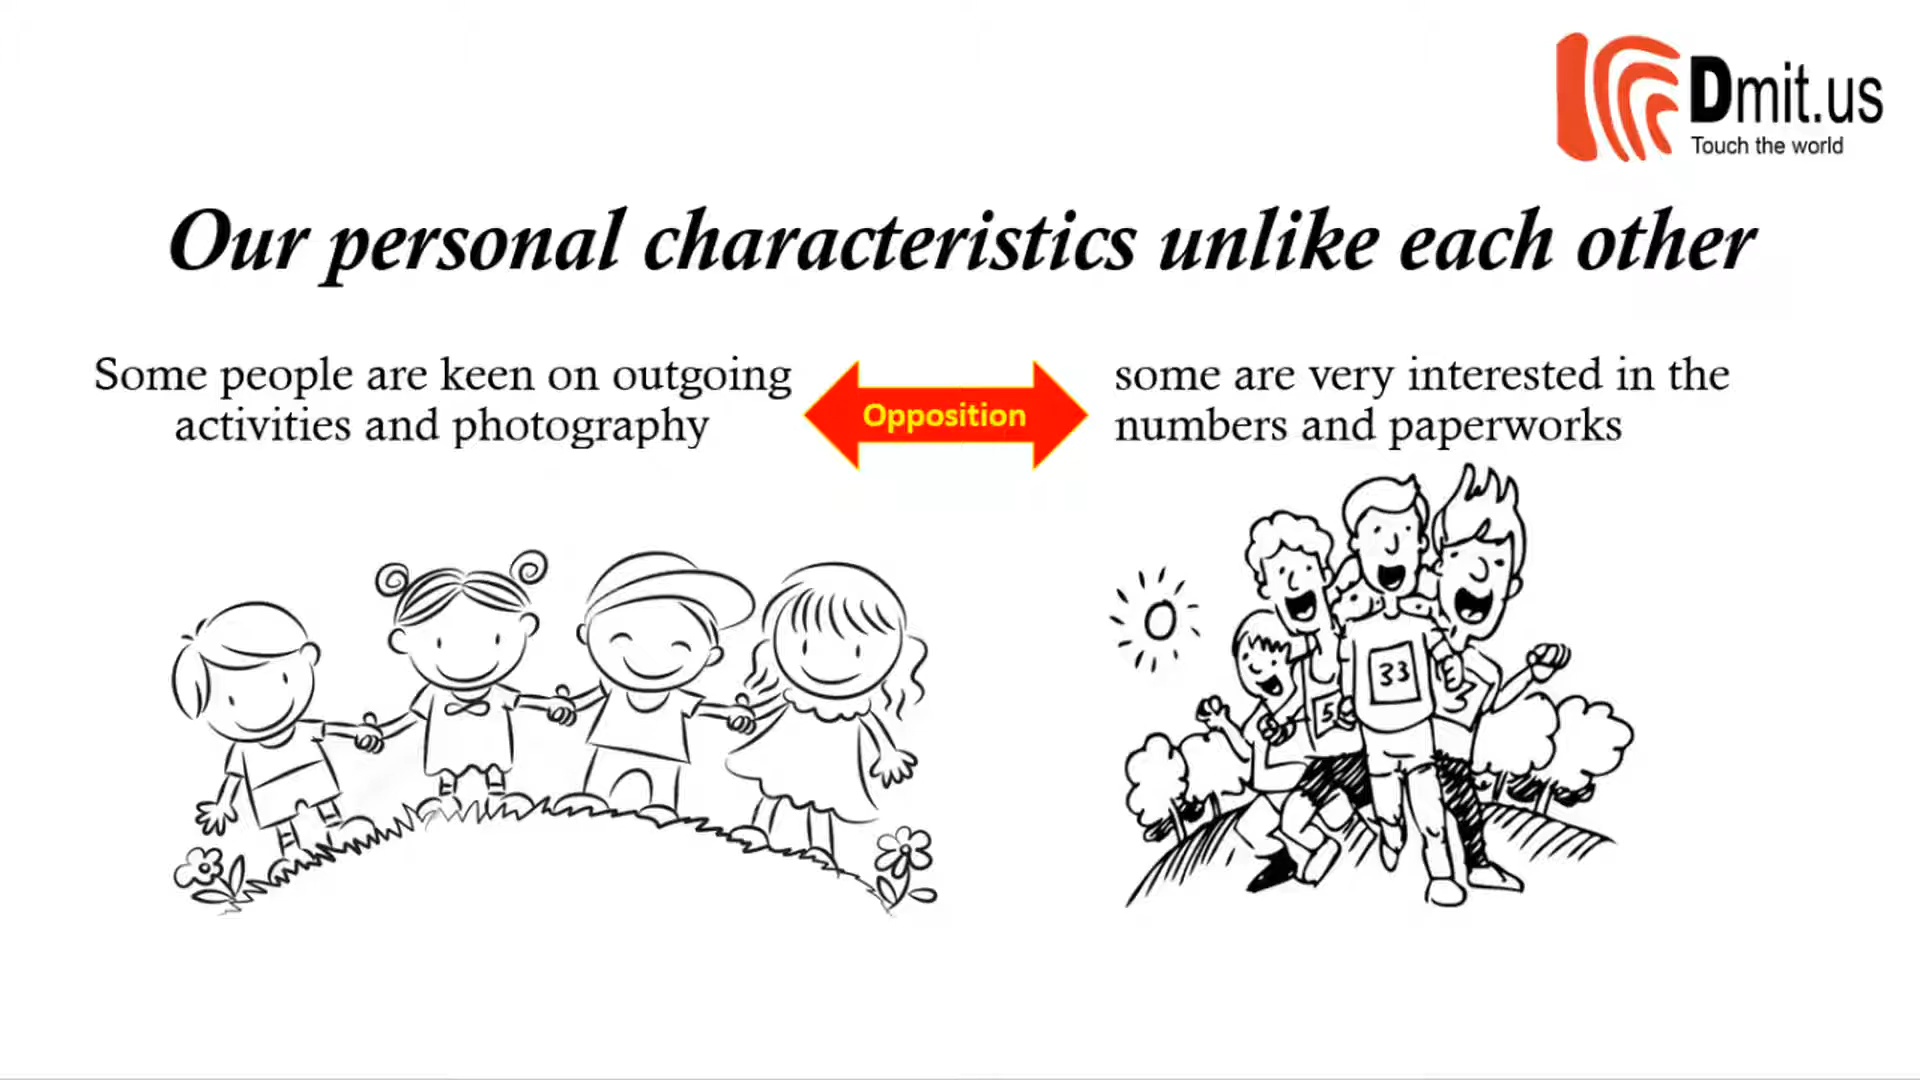 Dmit.us
Touch the world
Our personal characteristics unlike each other
Some people are keen on outgoing
activities and photography
Opposition
some are very interested in the
numbers and paperworks
33
5